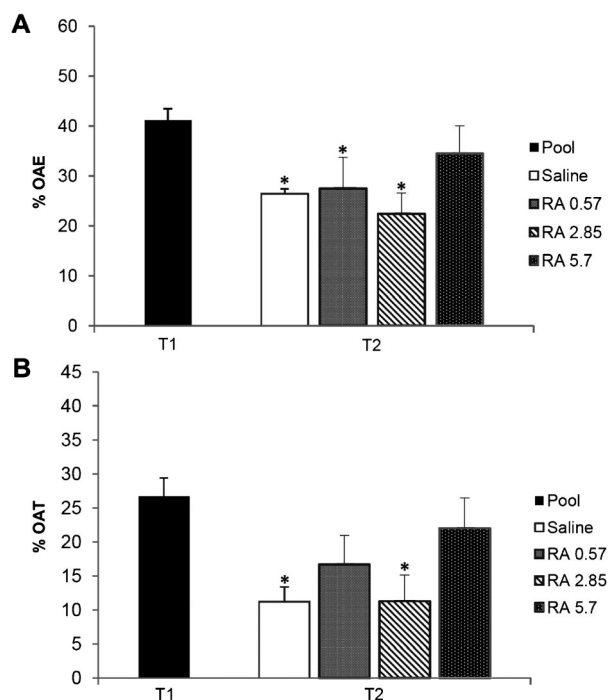 A
% OAE
60
50
40
30
20
10
0
* * *
T1 T2
Pool
Saline
RA 0.57
RA 2.85
RA 5.7
B
% OAT
45
40
35
30
25
20
15
10
5
0
* *
T1 T2
Pool
Saline
RA 0.57
RA 2.85
RA 5.7